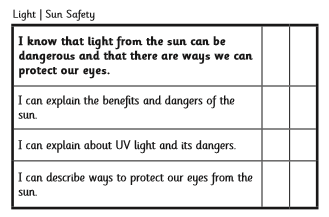 Light | Sun Safety
I know that light from the sun can be
dangerous and that there are ways we can
protect our eyes.
I can explain the benefits and dangers of the
sun.
I can explain about UV light and its dangers.
I can describe ways to protect our eyes from the
sun.